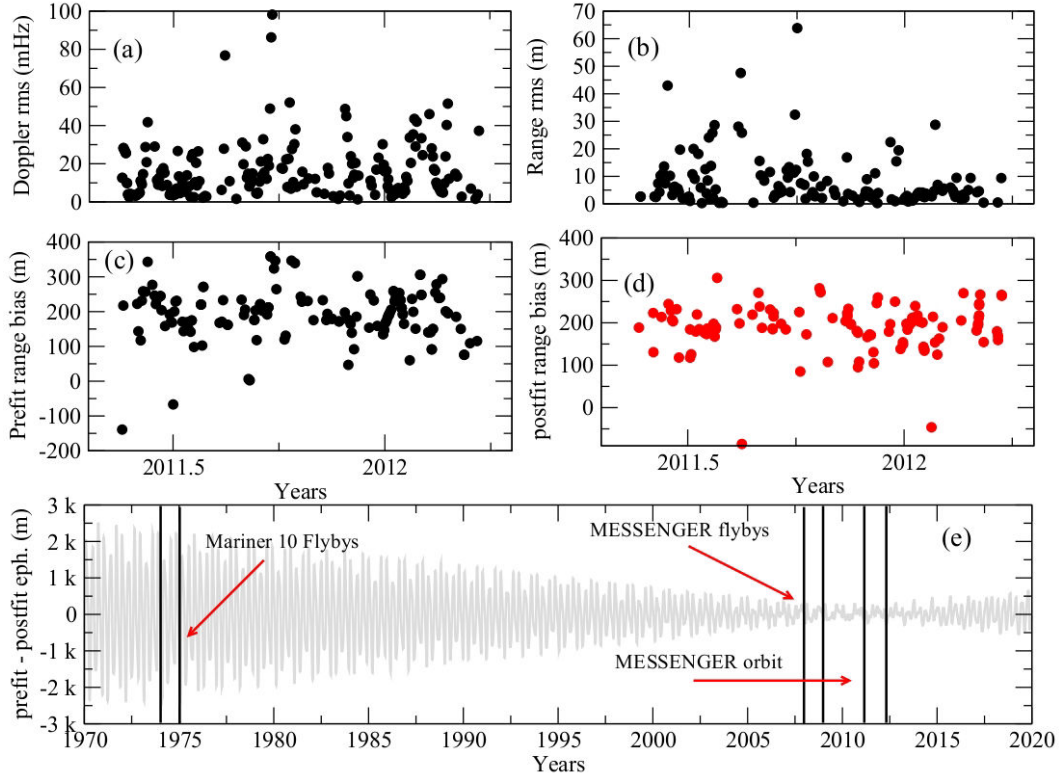 100
80
60
40
20
0
Doppler rms (mHz)
(a)
70
60
50
40
30
20
10
0
Range rms (m)
(b)
400
300
200
100
0
-100
-200
Prefit range bias (m)
(c)
2011.5 2012
Years
400
300
200
100
0
postfit range bias (m)
(d)
2011.5 2012
Years
3 k
2 k
1 k
0
-1 k
-2 k
-3 k
prefit - postfit eph. (m)
Mariner 10 Flybys
MESSENGER flybys
(e)
MESSENGER orbit
1970 1975 1980 1985 1990 1995 2000 2005 2010 2015 2020
Years